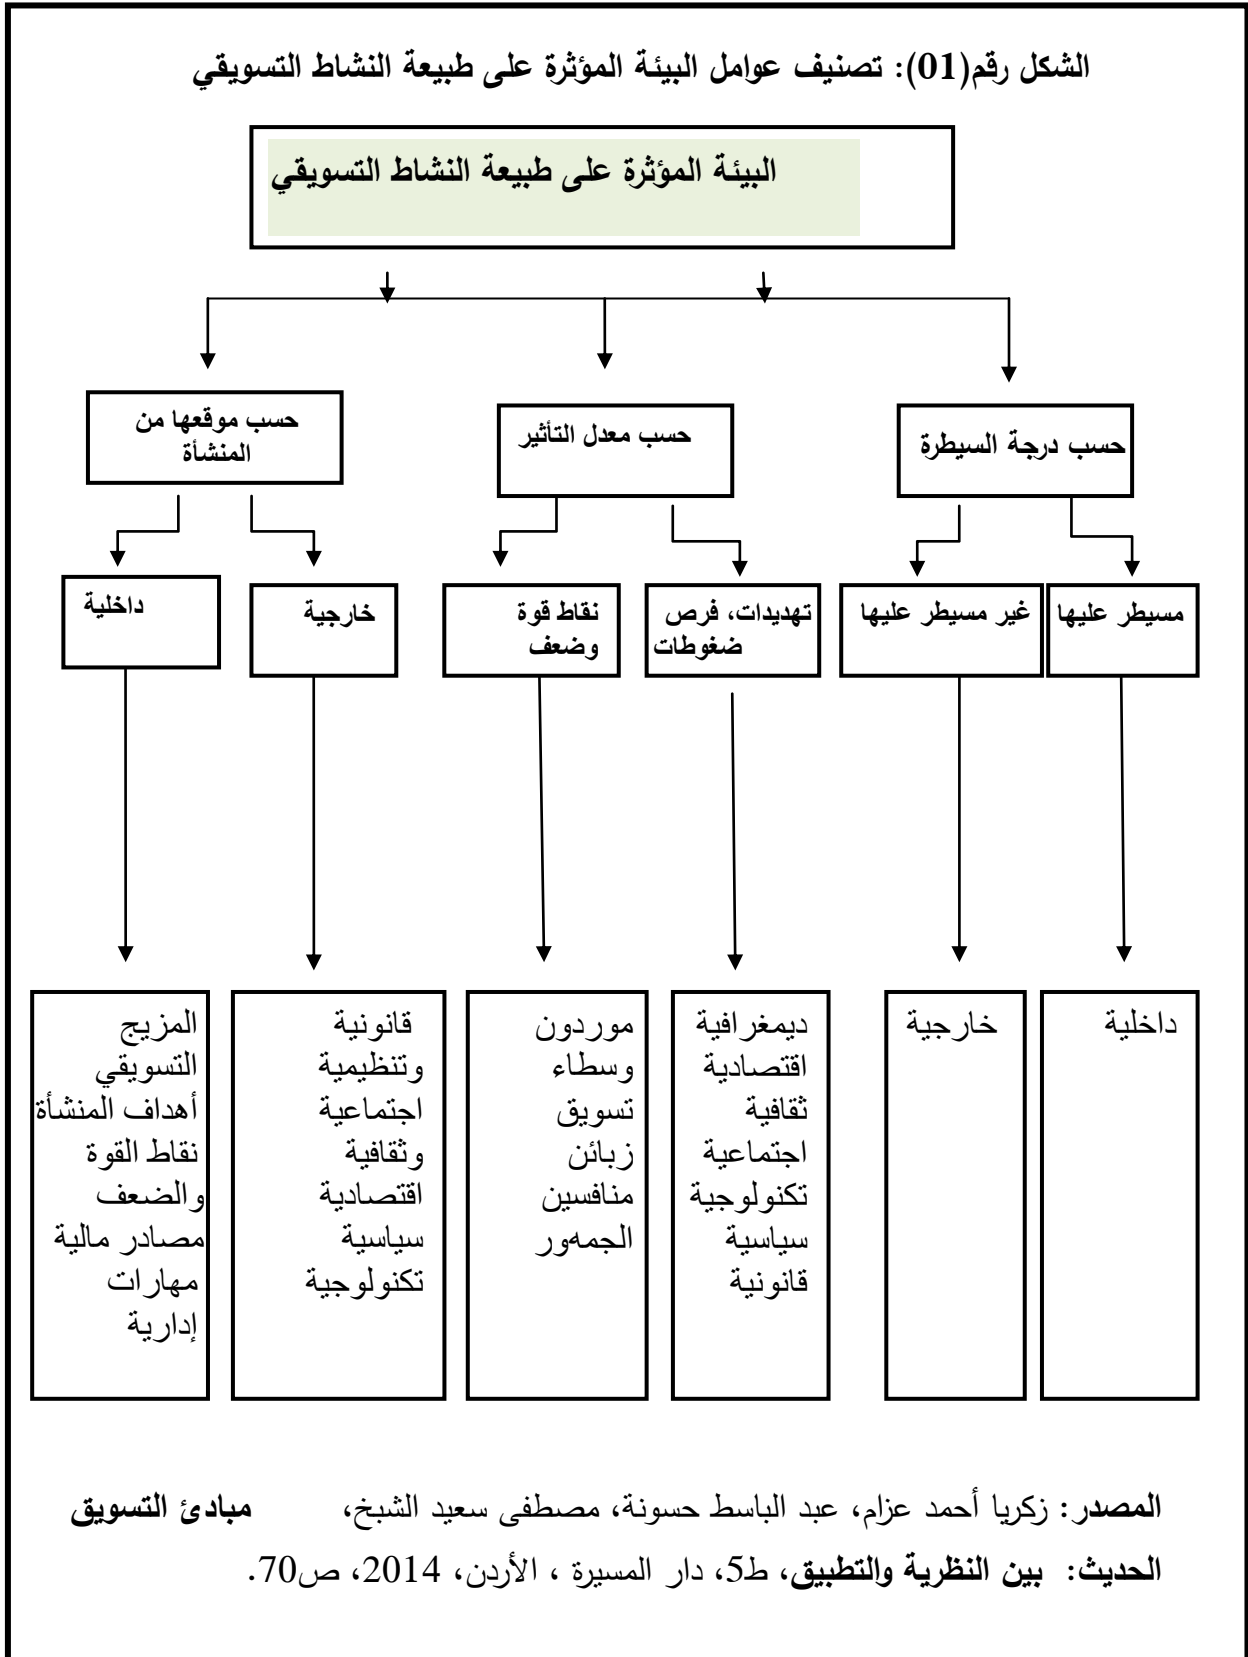 الشكل رقم(01): تصنيف عوامل البيئة المؤثرة على طبيعة النشاط التسويقي
البيئة المؤثرة على طبيعة النشاط التسويقي
حسب درجة السيطرة
حسب معدل التأثير
حسب موقعها من
المنشأة
مسيطر عليها
غير مسيطر عليها
تهديدات، فرص
ضغوطات
نقاط قوة
وضعف
خارجية
داخلية
داخلية
خارجية
ديمغرافية
اقتصادية
ثقافية
اجتماعية
تكنولوجية
سياسية
قانونية
موردون
وسطاء
تسويق
زبائن
منافسين
الجمهور
قانونية
وتنظيمية
اجتماعية
وثقافية
اقتصادية
سياسية
تكنولوجية
المزيج
التسويقي
أهداف المنشأة
نقاط القوة
والضعف
مصادر مالية
مهارات
إدارية
المصدر: زكريا أحمد عزام، عبد الباسط حسونة، مصطفى سعيد الشبخ، مبادئ التسويق
الحديث: بين النظرية والتطبيق، ط5، دار المسيرة ، الأردن، 2014، ص70.